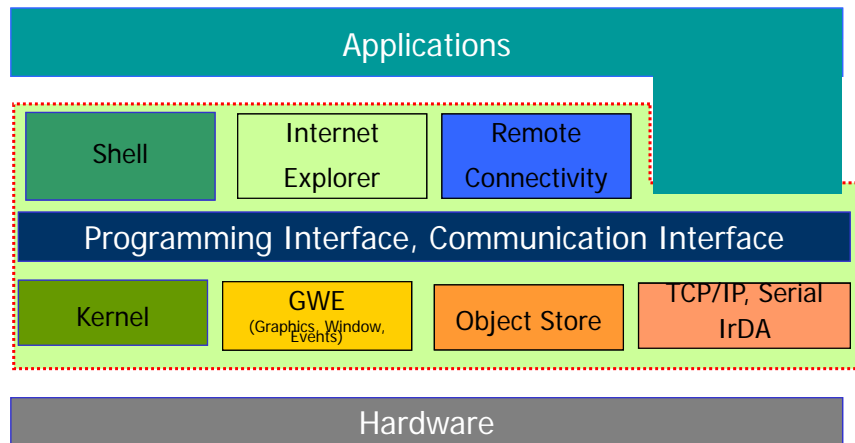 Applications
Shell
Internet
Explorer
Remote
Connectivity
Programming Interface, Communication Interface
Kernel
GWE
(Graphics, Window,
Events)
Object Store
TCP/IP, Serial
IrDA
Hardware